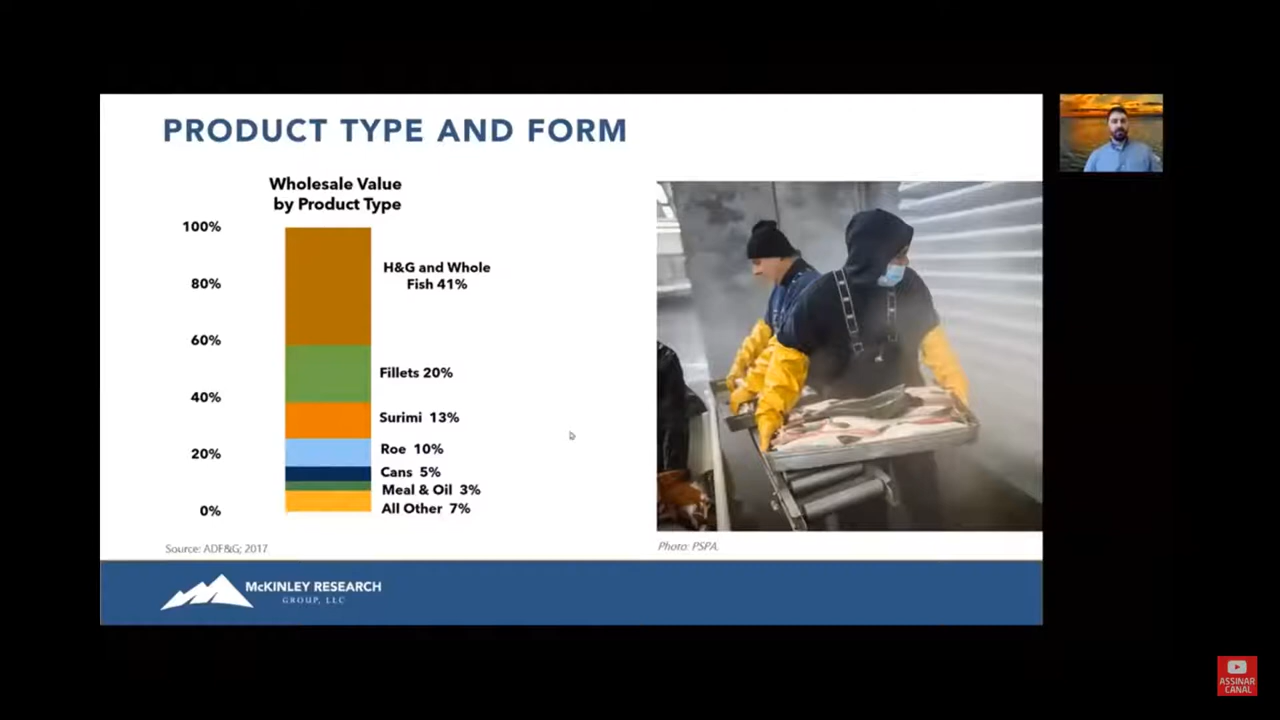 PRODUCT TYPE AND FORM
Wholesale Value
by Product Type
100%
80%
60%
40%
20%
0%
H&G and Whole
Fish 41%
Fillets 20%
Surimi 13%
Roe 10%
Cans 5%
Meal & Oil 3%
All Other 7%
Source: ADF&G; 2017
Photo: PSPA.
McKINLEY RESEARCH
GROUP, LLC
ASSINAR
CANAL